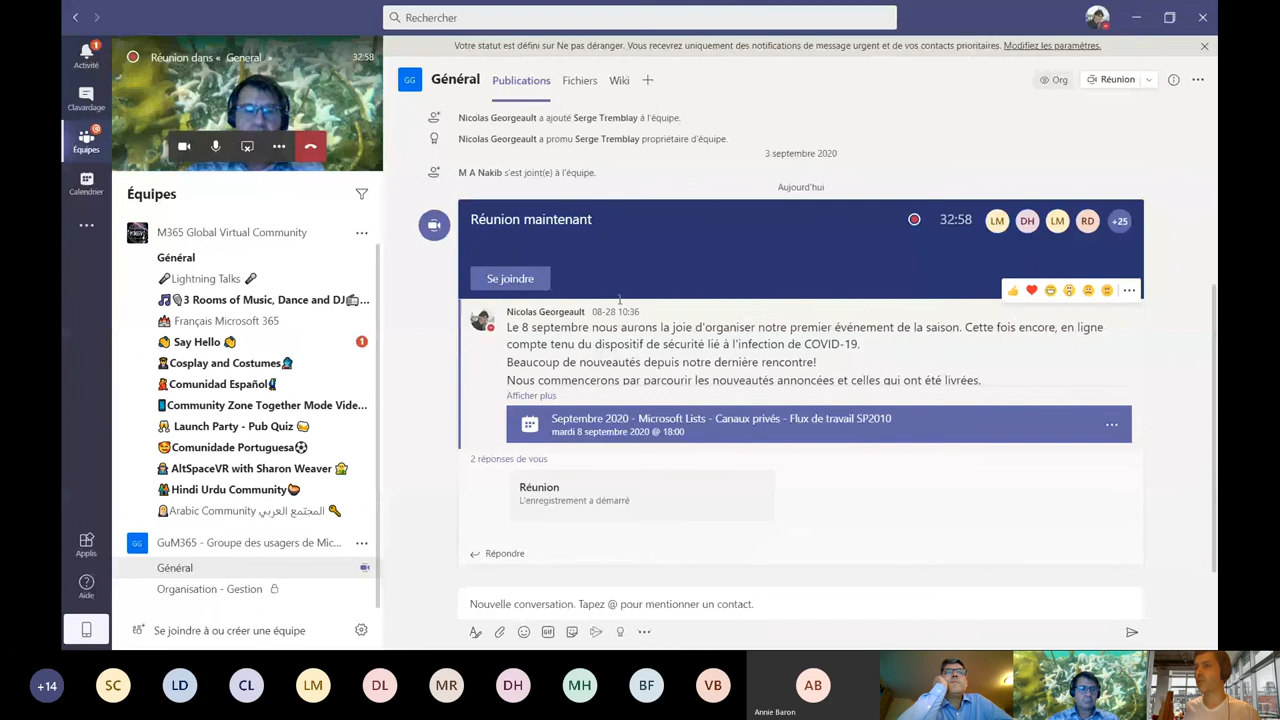 Rechercher
Votre statut est défini sur Ne pas déranger. Vous recevrez uniquement des notifications de message urgent et de vos contacts prioritaires. Modifiez les paramètres.
1
Activité
Clavardage
Équipes
Calendrier
Applis
Aide
Réunion dans « General »
32:58
Équipes
M365 Global Virtual Community
Général
🎤Lightning Talks 🎤
3 Rooms of Music, Dance and DJ...
Français Microsoft 365
👋 Say Hello 👋
1
Cosplay and Costumes
Comunidad Español
Community Zone Together Mode Vide...
Launch Party - Pub Quiz
Comunidade Portuguesa⚽
AltSpaceVR with Sharon Weaver
Hindi Urdu Community
Arabic Community المجتمع العربي
GG
GuM365 - Groupe des usagers de Mic...
Général
Organisation - Gestion
Se joindre à ou créer une équipe
GG
Général
Publications
Fichiers
Wiki
Org
Réunion
Nicolas Georgeault a ajouté Serge Tremblay à l'équipe.
Nicolas Georgeault a promu Serge Tremblay propriétaire d'équipe.
3 septembre 2020
M A Nakib s'est joint(e) à l'équipe.
Aujourd'hui
Réunion maintenant
32:58
LM
DH
LM
RD
+25
Se joindre
Nicolas Georgeault 08-28 10:36
Le 8 septembre nous aurons la joie d'organiser notre premier événement de la saison. Cette fois encore, en ligne
compte tenu du dispositif de sécurité lié à l'infection de COVID-19.
Beaucoup de nouveautés depuis notre dernière rencontre!
Nous commencerons par parcourir les nouveautés annoncées et celles qui ont été livrées.
Afficher plus
Septembre 2020 - Microsoft Lists - Canaux privés - Flux de travail SP2010
mardi 8 septembre 2020 @ 18:00
2 réponses de vous
Réunion
L'enregistrement a démarré
Répondre
Nouvelle conversation. Tapez @ pour mentionner un contact.
GIF
+14
SC
LD
CL
LM
DL
MR
DH
MH
BF
VB
AB
Annie Baron